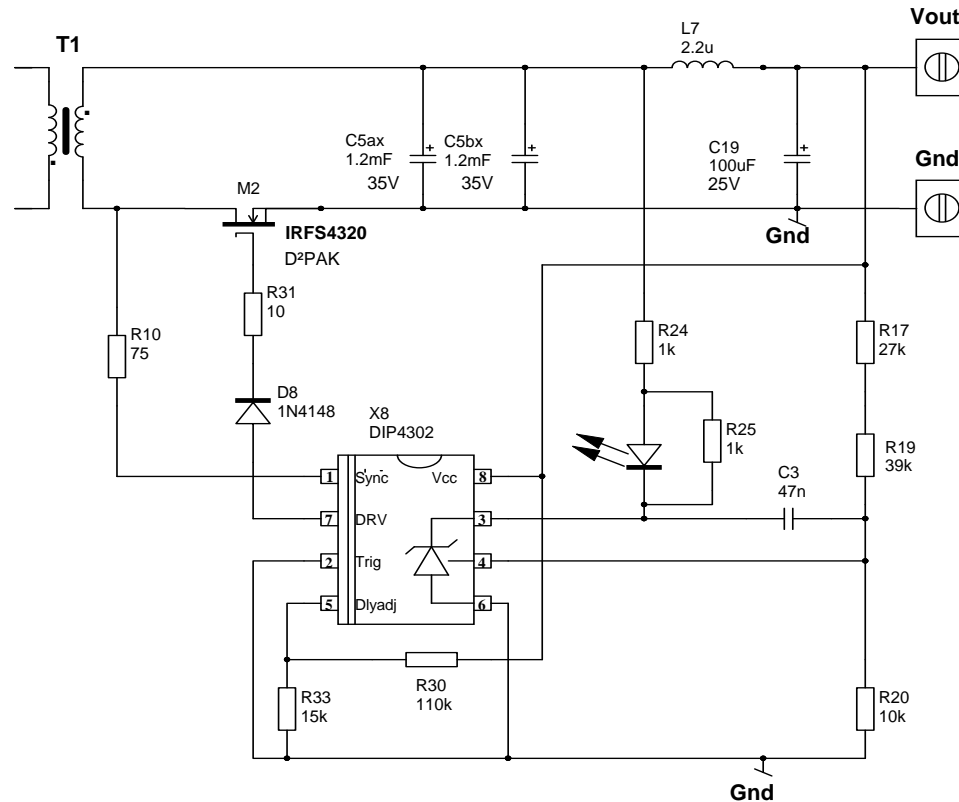 Vout
T1
L7
2.2u
C5ax
1.2mF
35V
C5bx
1.2mF
35V
C19
100uF
25V
Gnd
M2
IRFS4320
D²PAK
Gnd
R31
10
R10
75
R24
1k
R17
27k
D8
1N4148
X8
DIP4302
R25
1k
R19
39k
C3
47n
1 Sync Vcc 8
7 DRV 3
2 Trig 4
5 Dlyadj 6
R30
110k
R33
15k
R20
10k
Gnd